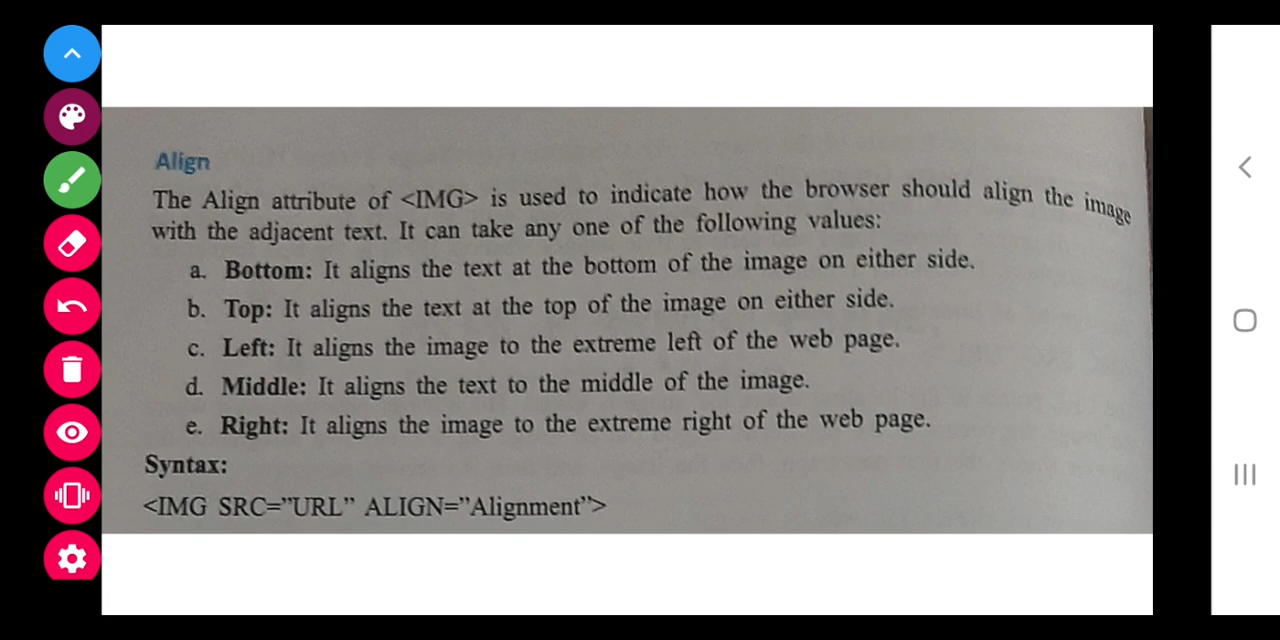 Align
The Align attribute of <IMG> is used to indicate how the browser should align the image
with the adjacent text. It can take any one of the following values:
a. Bottom: It aligns the text at the bottom of the image on either side.
b. Top: It aligns the text at the top of the image on either side.
c. Left: It aligns the image to the extreme left of the web page.
d. Middle: It aligns the text to the middle of the image.
e. Right: It aligns the image to the extreme right of the web page.
Syntax:
<IMG SRC=”URL” ALIGN=”Alignment”>